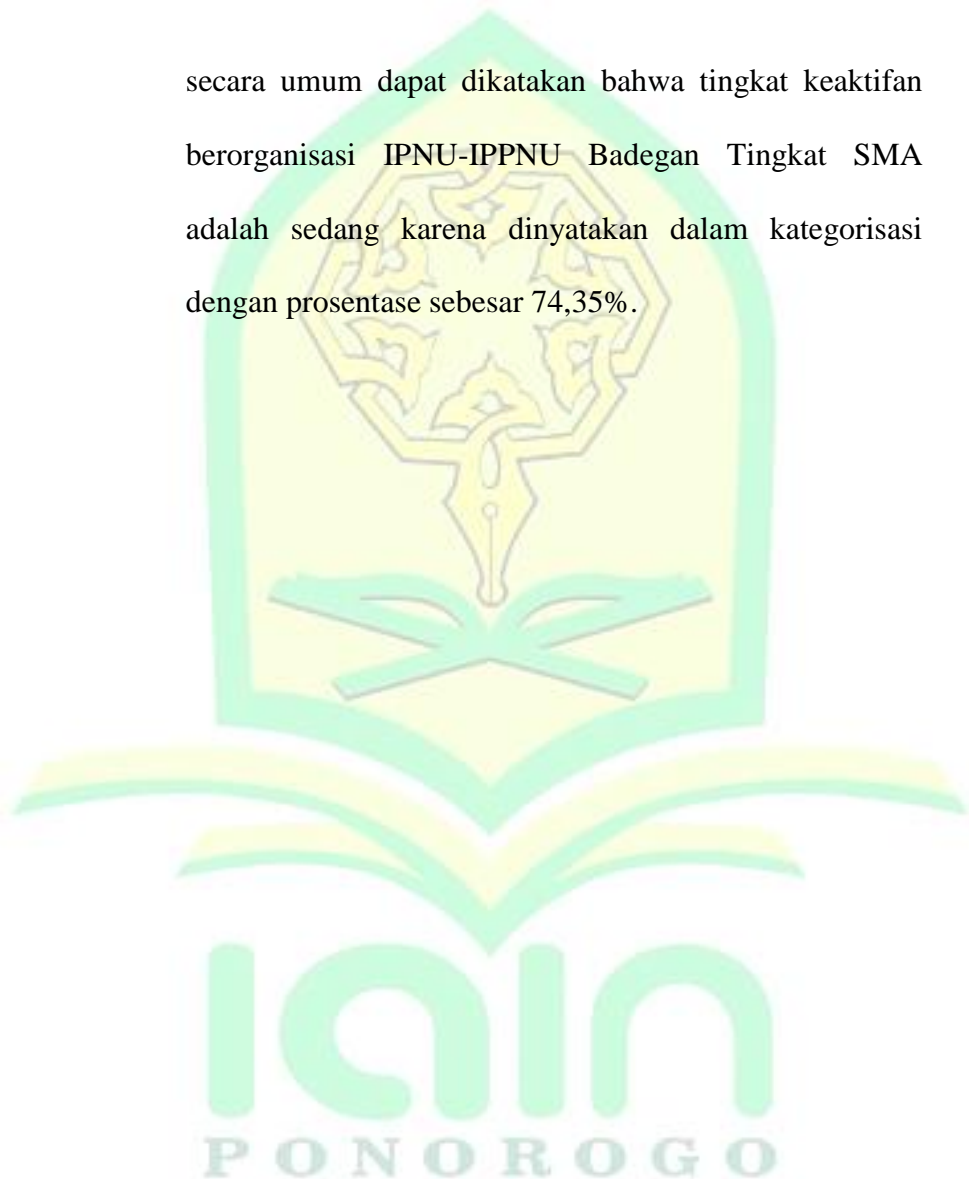 secara umum dapat dikatakan bahwa tingkat keaktifan
berorganisasi IPNU-IPPNU Badegan Tingkat SMA
adalah sedang karena dinyatakan dalam kategorisasi
dengan prosentase sebesar 74,35%.
iain
PONOROGO